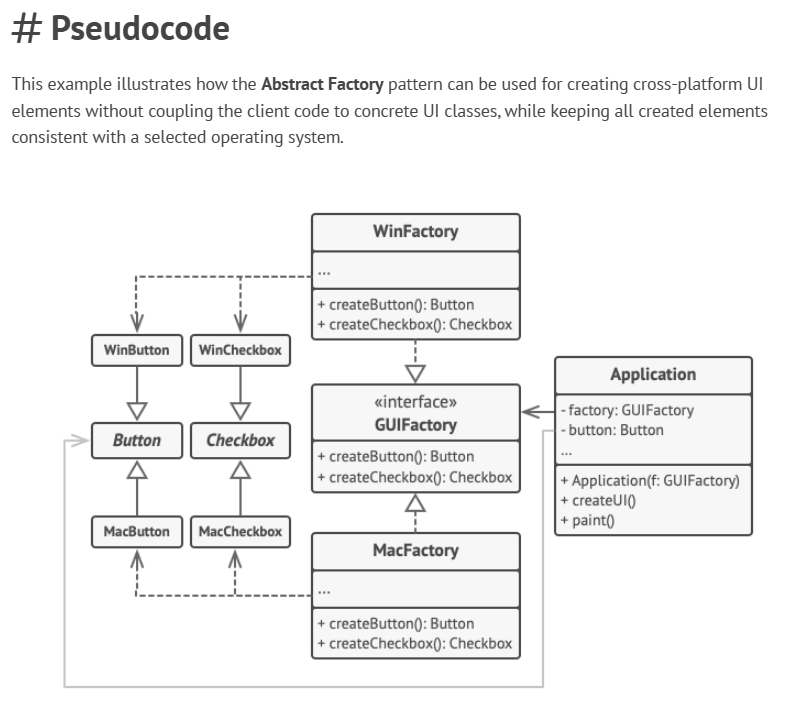 # Pseudocode
This example illustrates how the Abstract Factory pattern can be used for creating cross-platform UI
elements without coupling the client code to concrete UI classes, while keeping all created elements
consistent with a selected operating system.
WinFactory
...
+ createButton(): Button
+ createCheckbox(): Checkbox
WinButton
WinCheckbox
Button
Checkbox
MacButton
MacCheckbox
«interface»
GUIFactory
+ createButton(): Button
+ createCheckbox(): Checkbox
Application
- factory: GUIFactory
- button: Button
...
+ Application(f: GUIFactory)
+ createUI()
+ paint()
MacFactory
...
+ createButton(): Button
+ createCheckbox(): Checkbox